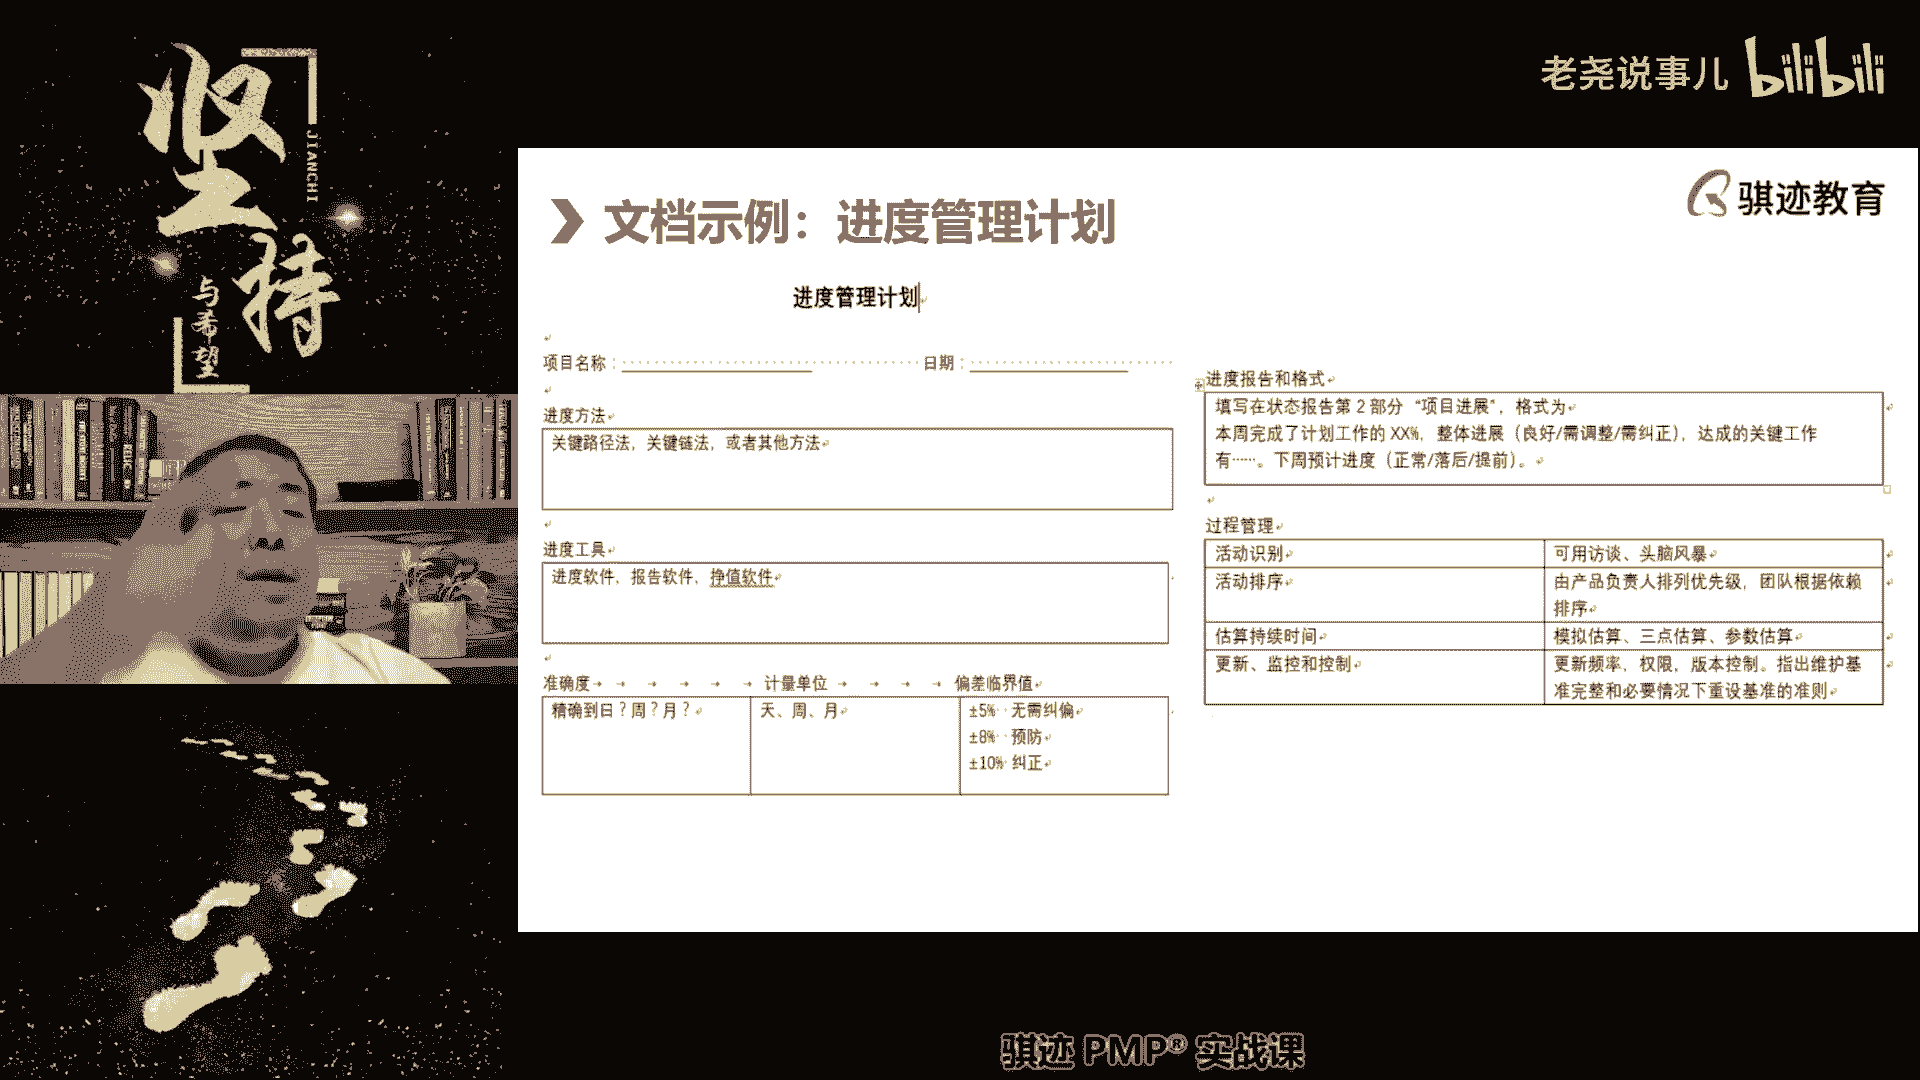 坚持
JIANCHI
与希望
老尧说事儿 bilibili
骐迹教育
文档示例：进度管理计划
进度管理计划
项目名称： 日期：
进度方法
关键路径法，关键链法，或者其他方法
进度工具
进度软件，报告软件，挣值软件
准确度 计量单位 偏差临界值
精确到日？周？月？ 天、周、月 ±5% 无需纠偏
±8% 预防
±10% 纠正
进度报告和格式
填写在状态报告第 2 部分 “项目进展”，格式为
本周完成了计划工作的 XX%，整体进展（良好/需调整/需纠正），达成的关键工作
有……。下周预计进度（正常/落后/提前）。
过程管理
活动识别 可用访谈、头脑风暴
活动排序 由产品负责人排列优先级，团队根据依赖
排序
估算持续时间 模拟估算、三点估算、参数估算
更新、监控和控制 更新频率，权限，版本控制。指出维护基
准完整和必要情况下重设基准的准则
骐迹 PMP® 实战课